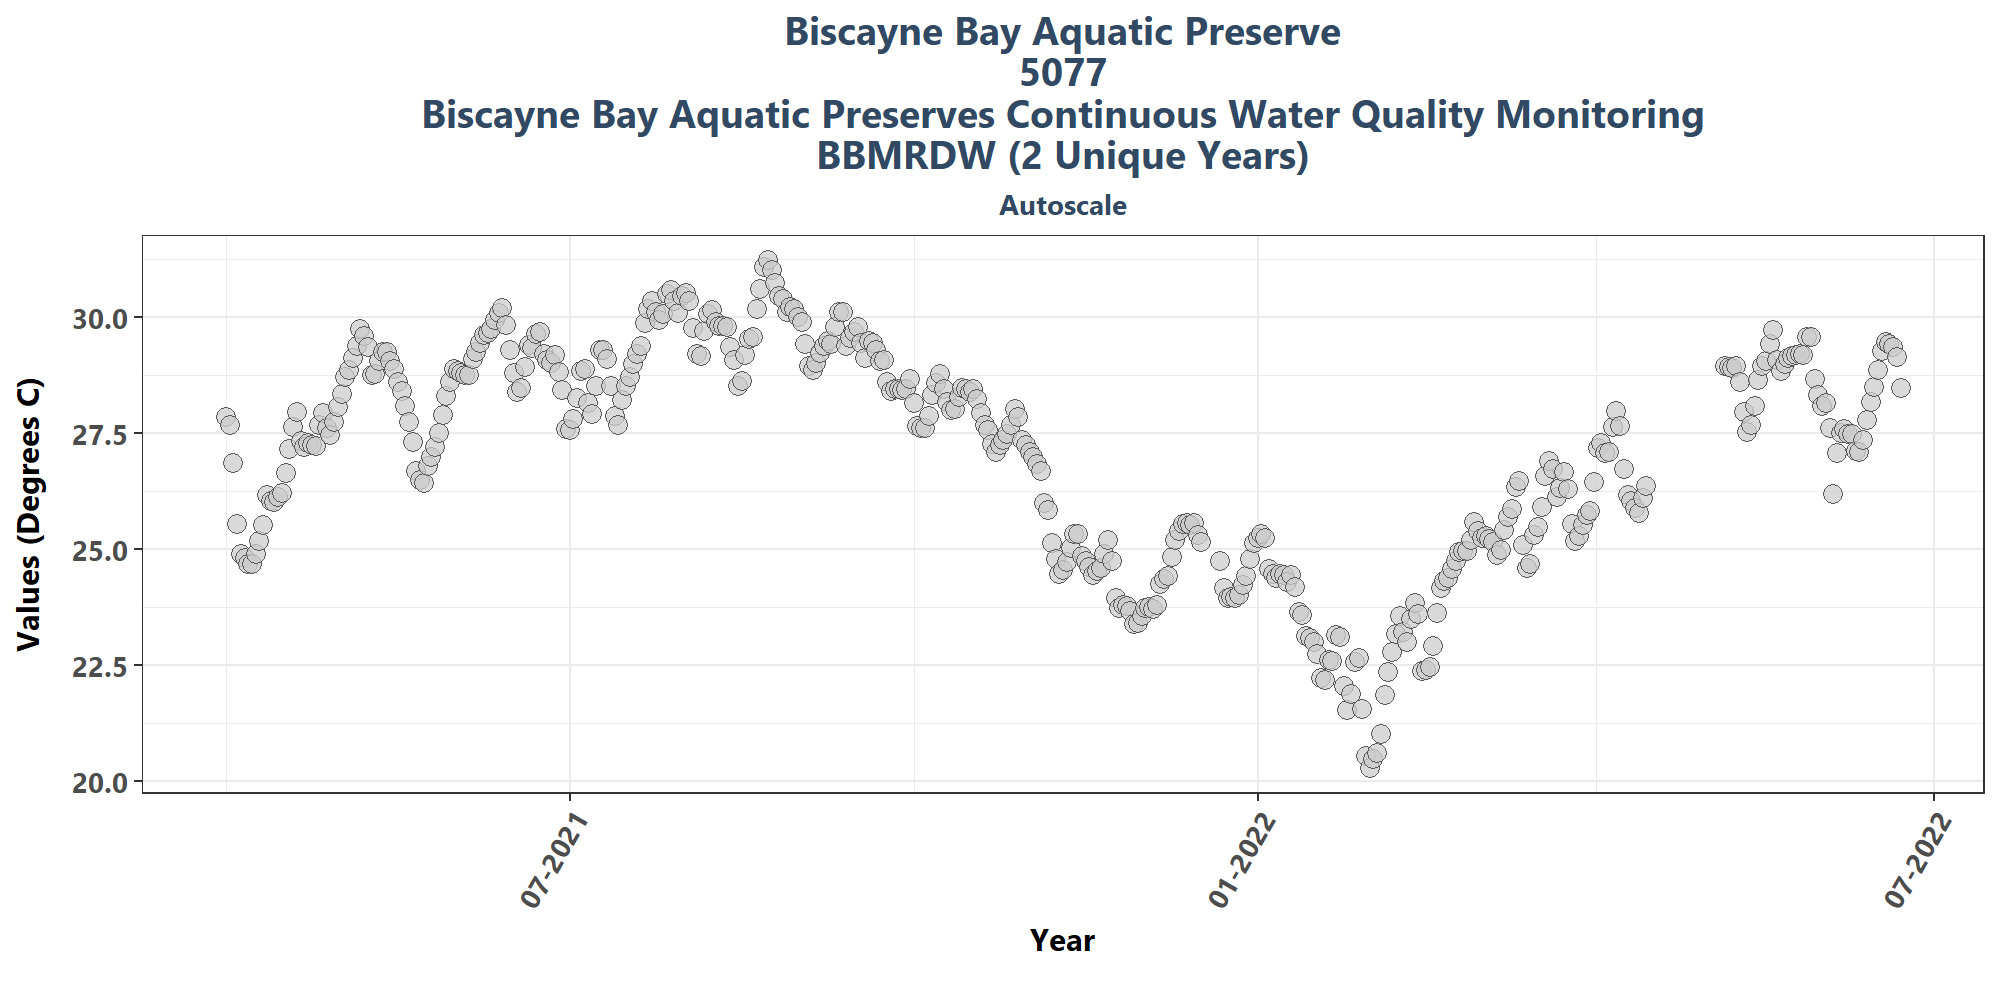 Biscayne Bay Aquatic Preserve
5077
Biscayne Bay Aquatic Preserves Continuous Water Quality Monitoring
BBMRDW (2 Unique Years)
Autoscale
Values (Degrees C)
30.0
27.5
25.0
22.5
20.0
07-2021
01-2022
07-2022
Year